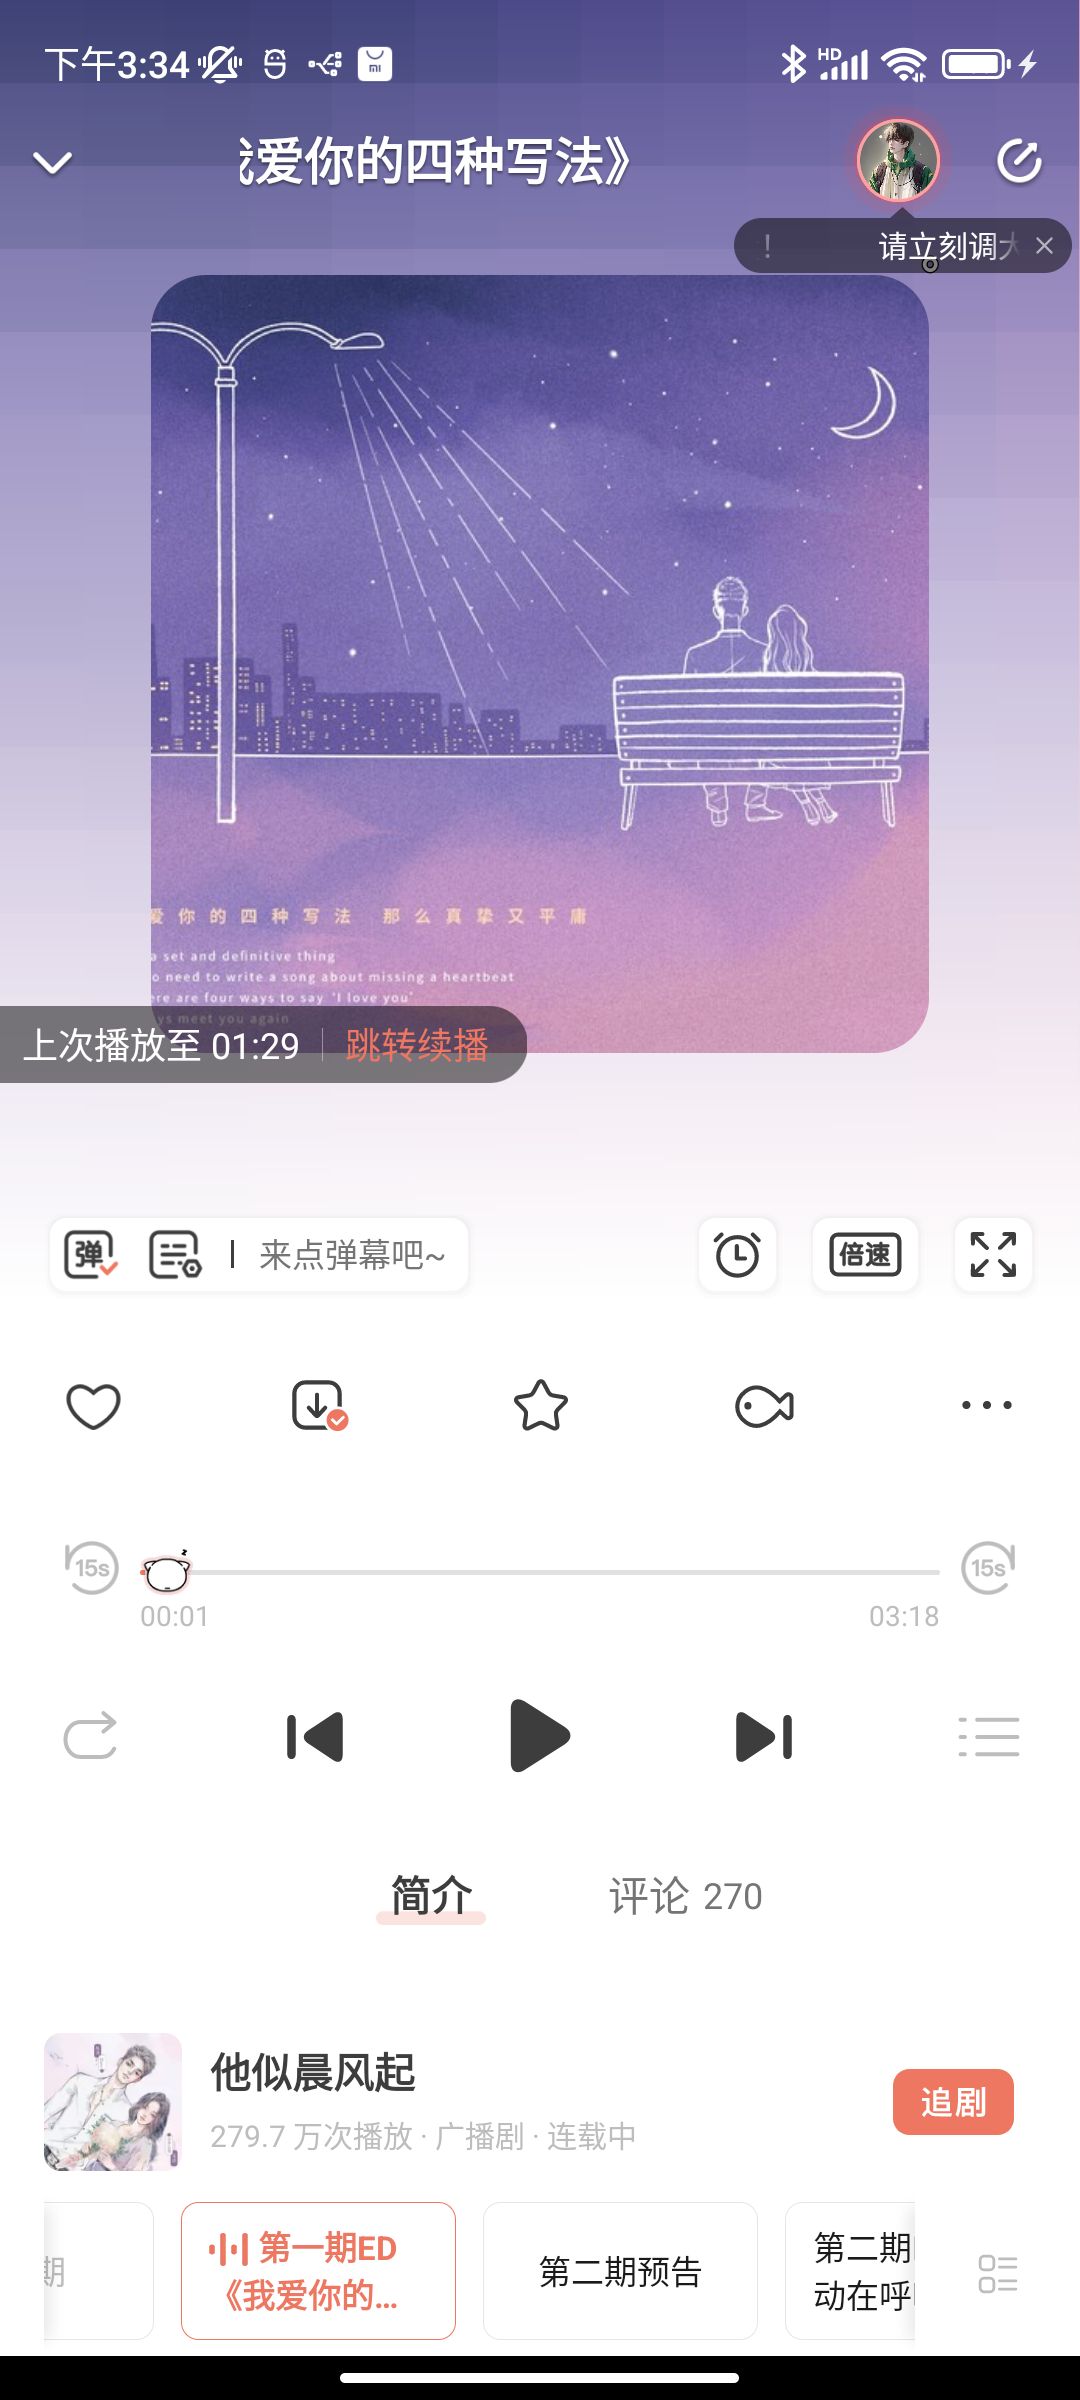 下午3:34
HD
爱你的四种写法》
！ 请立刻调
爱你的四种写法 那么真挚又平庸
a set and definitive thing
o need to write a song about missing a heartbeat
ere are four ways to say 'I love you'
ys meet you again
上次播放至 01:29 跳转续播
弹 来点弹幕吧~ 倍速
15s 15s
00:01 03:18
简介 评论 270
他似晨风起
279.7 万次播放 · 广播剧 · 连载中
追剧
期
第一期ED
《我爱你的...
第二期预告
第二期
动在呼